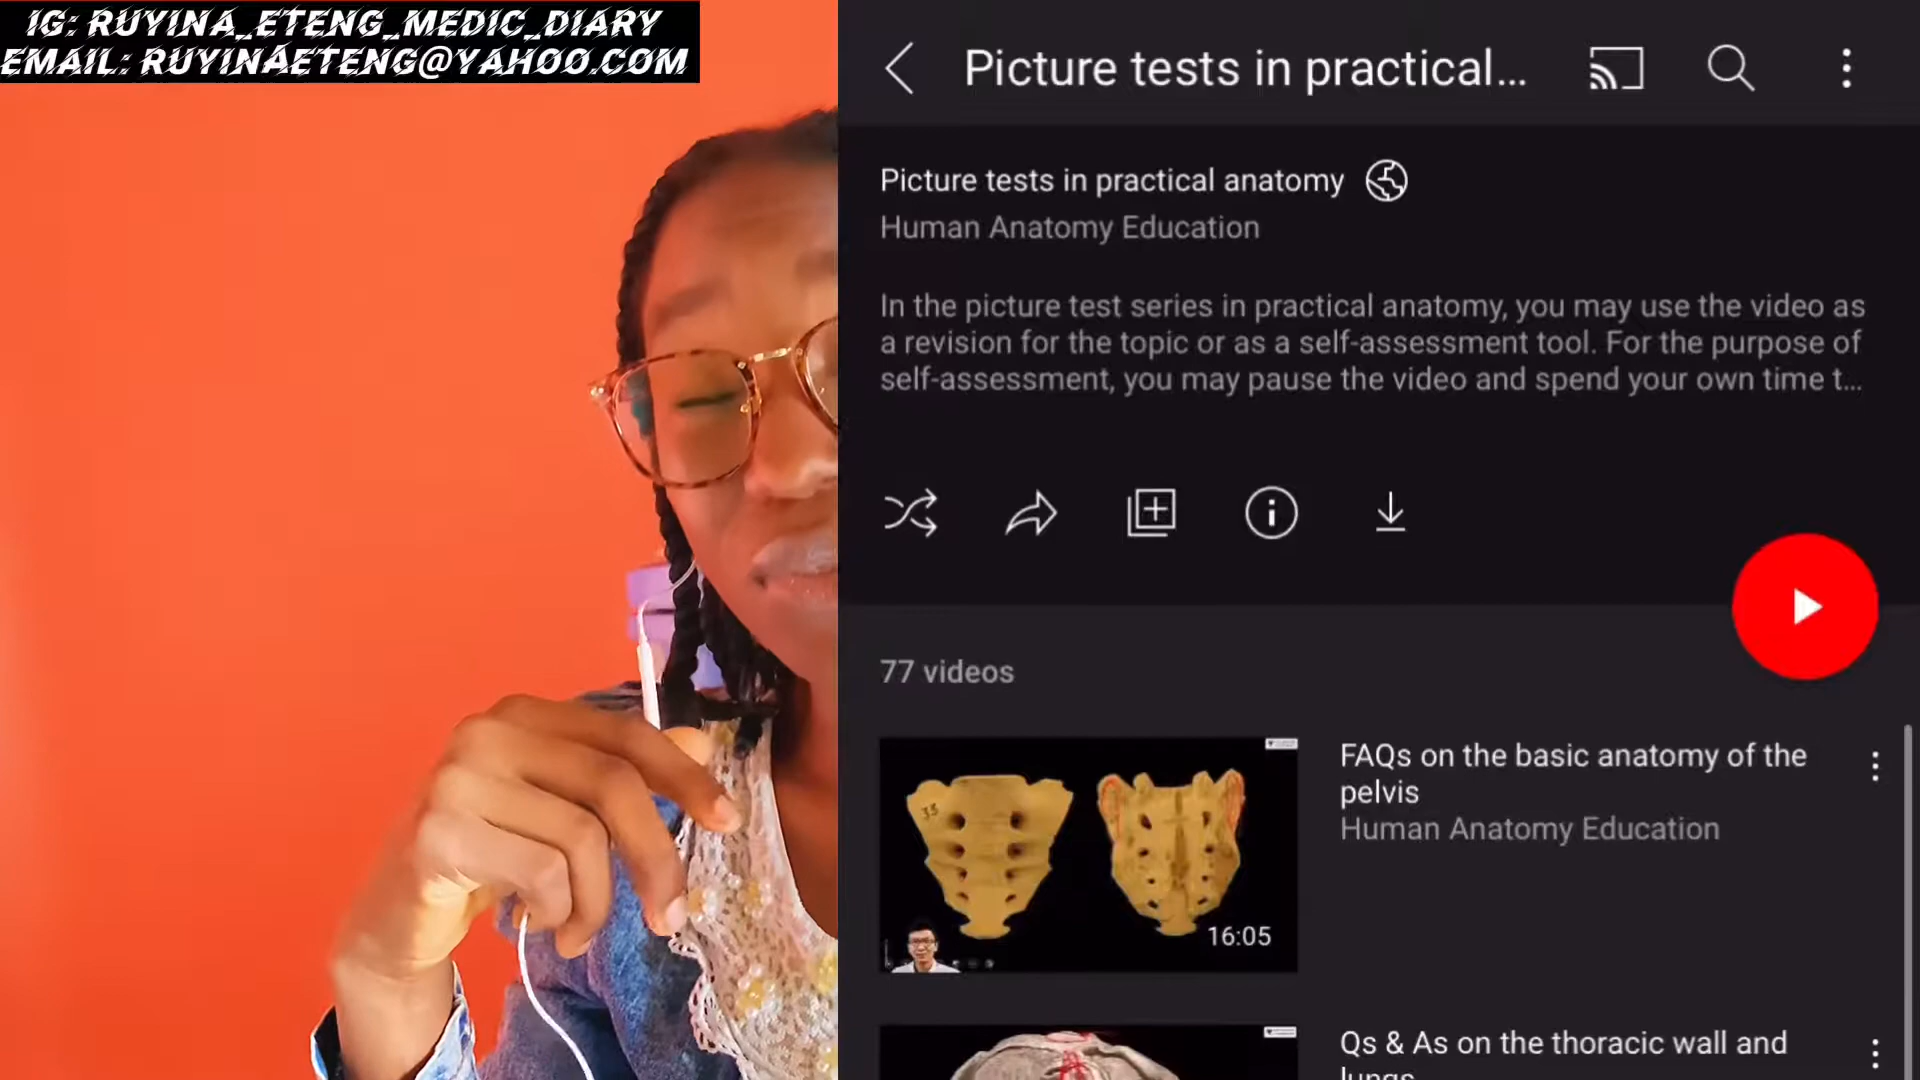 IG: RUYINA_ETENG_MEDIC_DIARY
EMAIL: RUYINAETENG@YAHOO.COM
Picture tests in practical...
Picture tests in practical anatomy
Human Anatomy Education
In the picture test series in practical anatomy, you may use the video as
a revision for the topic or as a self-assessment tool. For the purpose of
self-assessment, you may pause the video and spend your own time t...
77 videos
33
16:05
FAQs on the basic anatomy of the
pelvis
Human Anatomy Education
Qs & As on the thoracic wall and
lungs